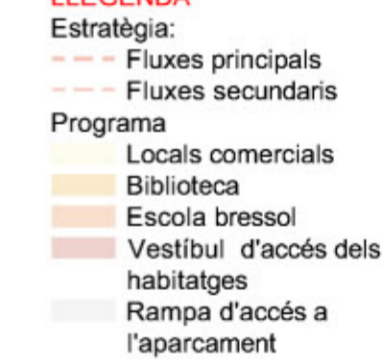 LLEGENDA
Estratègia:
Fluxes principals
Fluxes secundaris
Programa
Locals comercials
Biblioteca
Escola bressol
Vestíbul d'accés dels
habitatges
Rampa d'accés a
l'aparcament